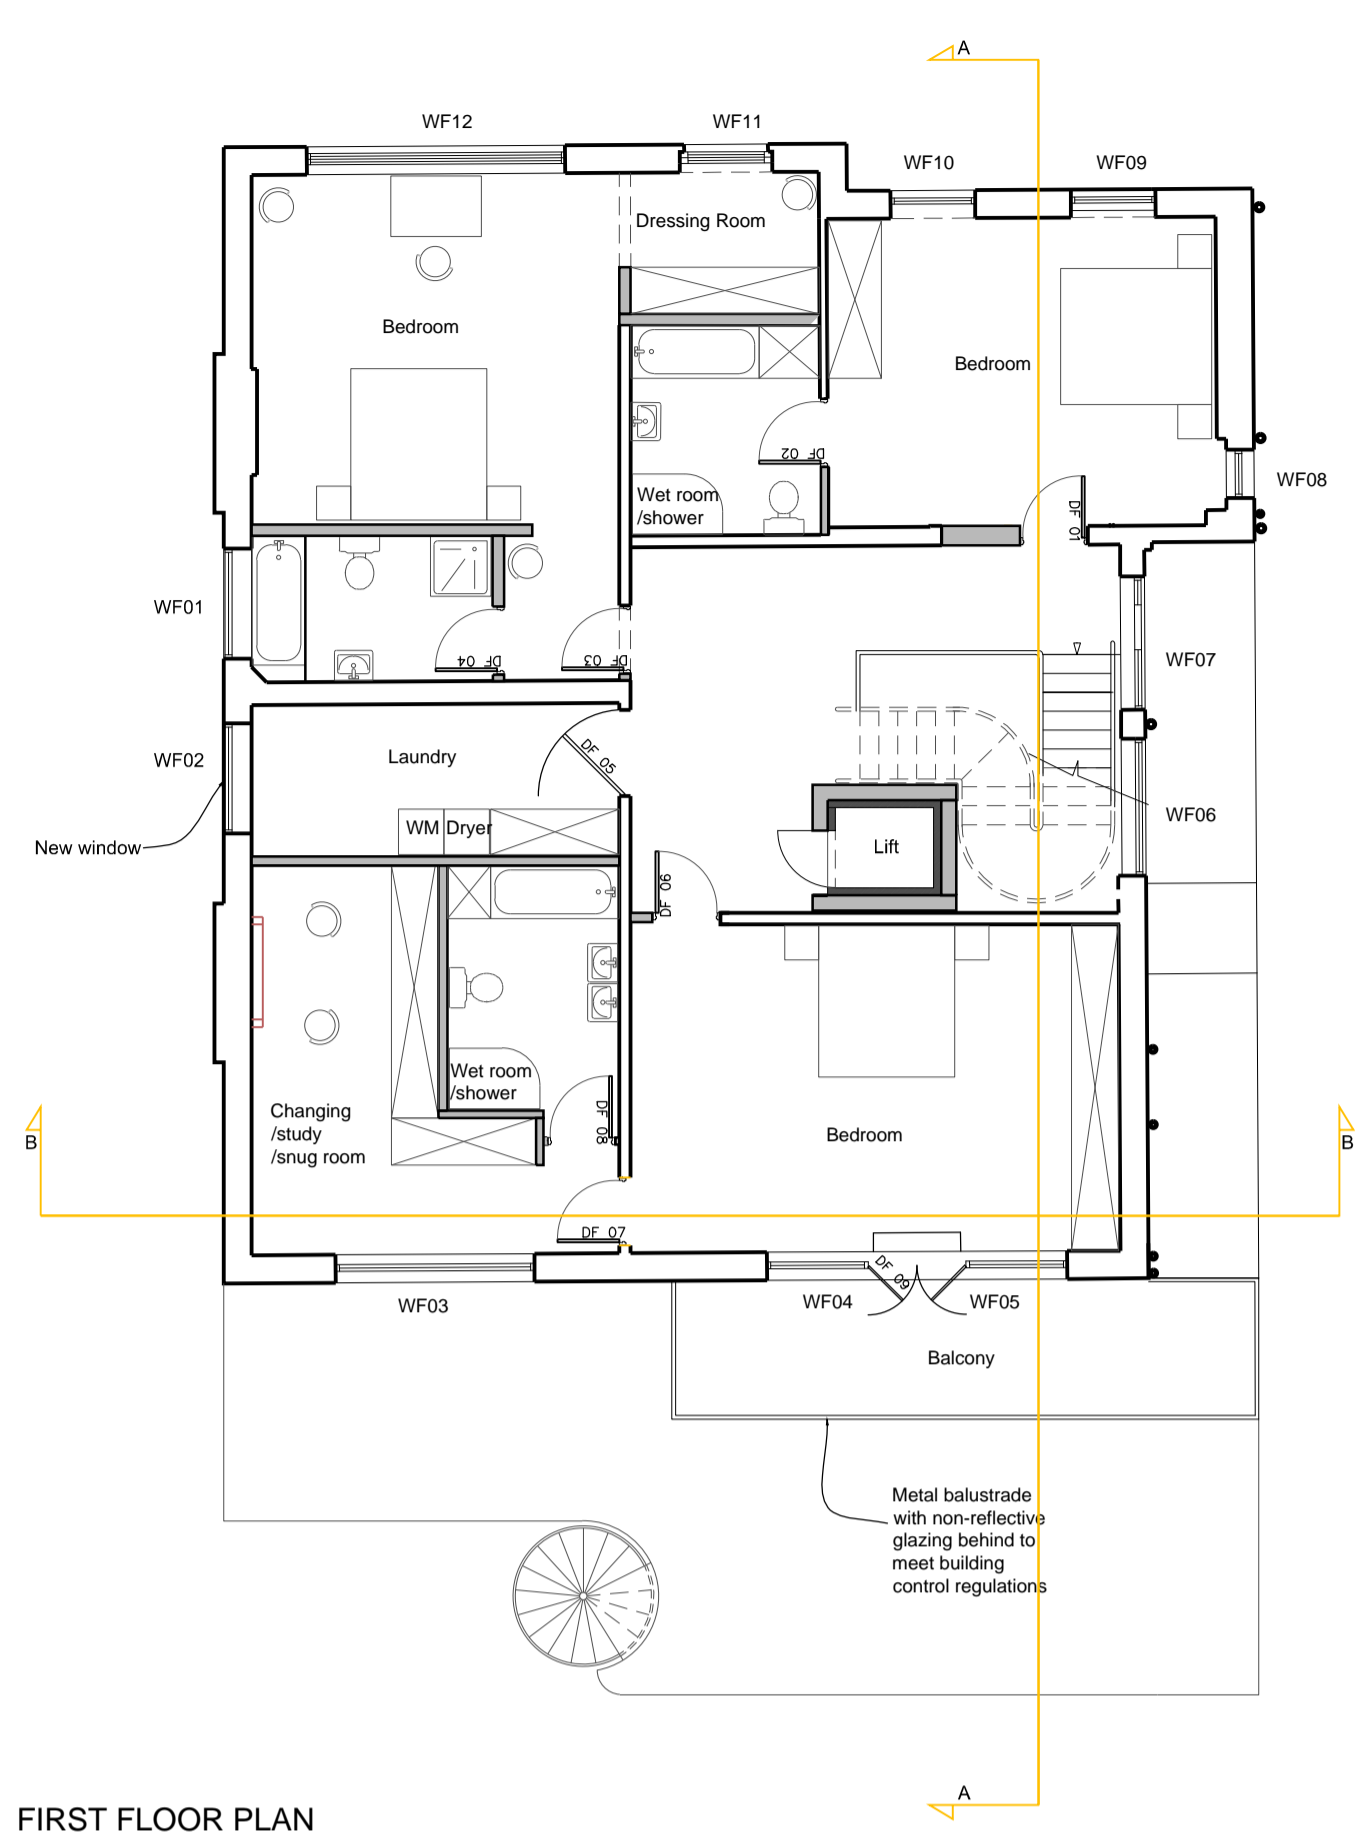 A
WF12
WF11
WF10
WF09
Dressing Room
Bedroom
Bedroom
DF 02
WF08
Wet room
/shower
DF 01
WF01
DF 04
DF 03
WF07
Laundry
DF 05
WF02
New window
WM
Dryer
Lift
WF06
DF 06
Wet room
/shower
Changing
/study
/snug room
DF 08
Bedroom
B
B
DF 07
DF 09
WF03
WF04
WF05
Balcony
Metal balustrade
with non-reflective
glazing behind to
meet building
control regulations
A
FIRST FLOOR PLAN